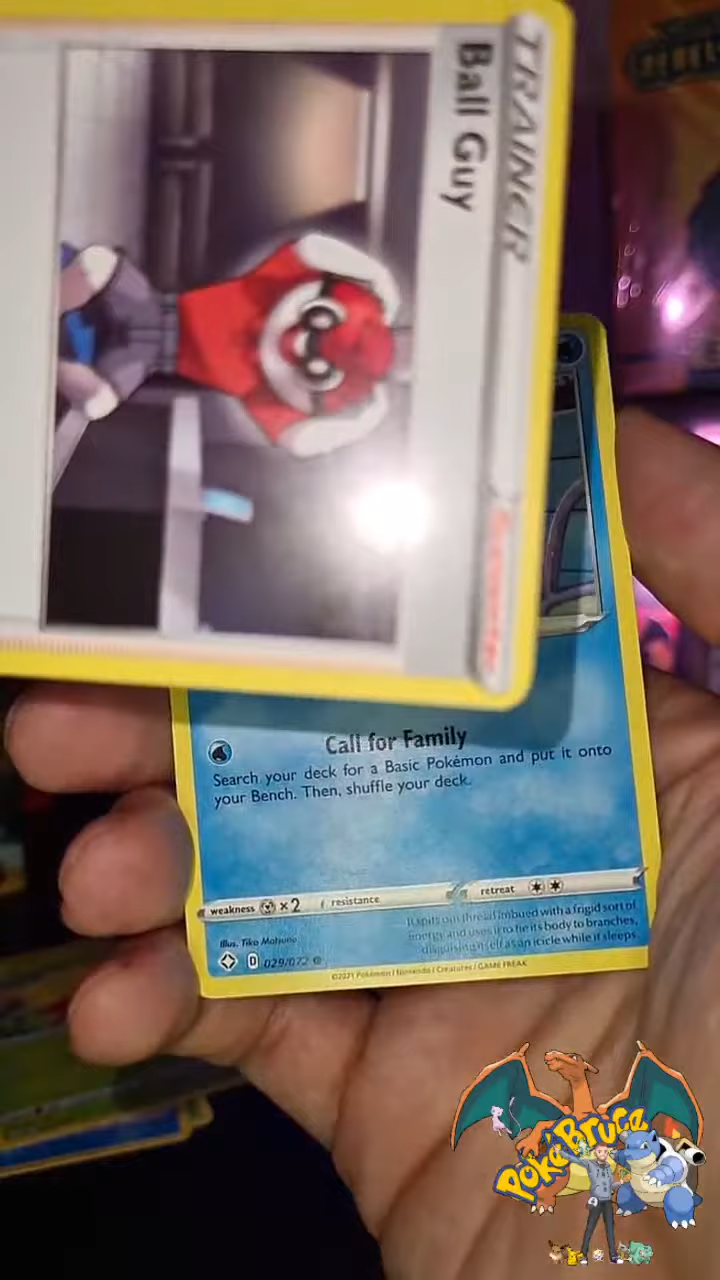 TRAINER
Ball Guy
Call for Family
Search your deck for a Basic Pokémon and put it onto
your Bench. Then, shuffle your deck.
weakness ×2 resistance retreat
It spits out thread imbued with a frigid sort of
energy and uses it to tie its body to branches,
disguising itself as an icicle while it sleeps.
Illus. Tika Matsuno
D 029/072
©2021 Pokémon / Nintendo / Creatures / GAME FREAK
PokéBruce